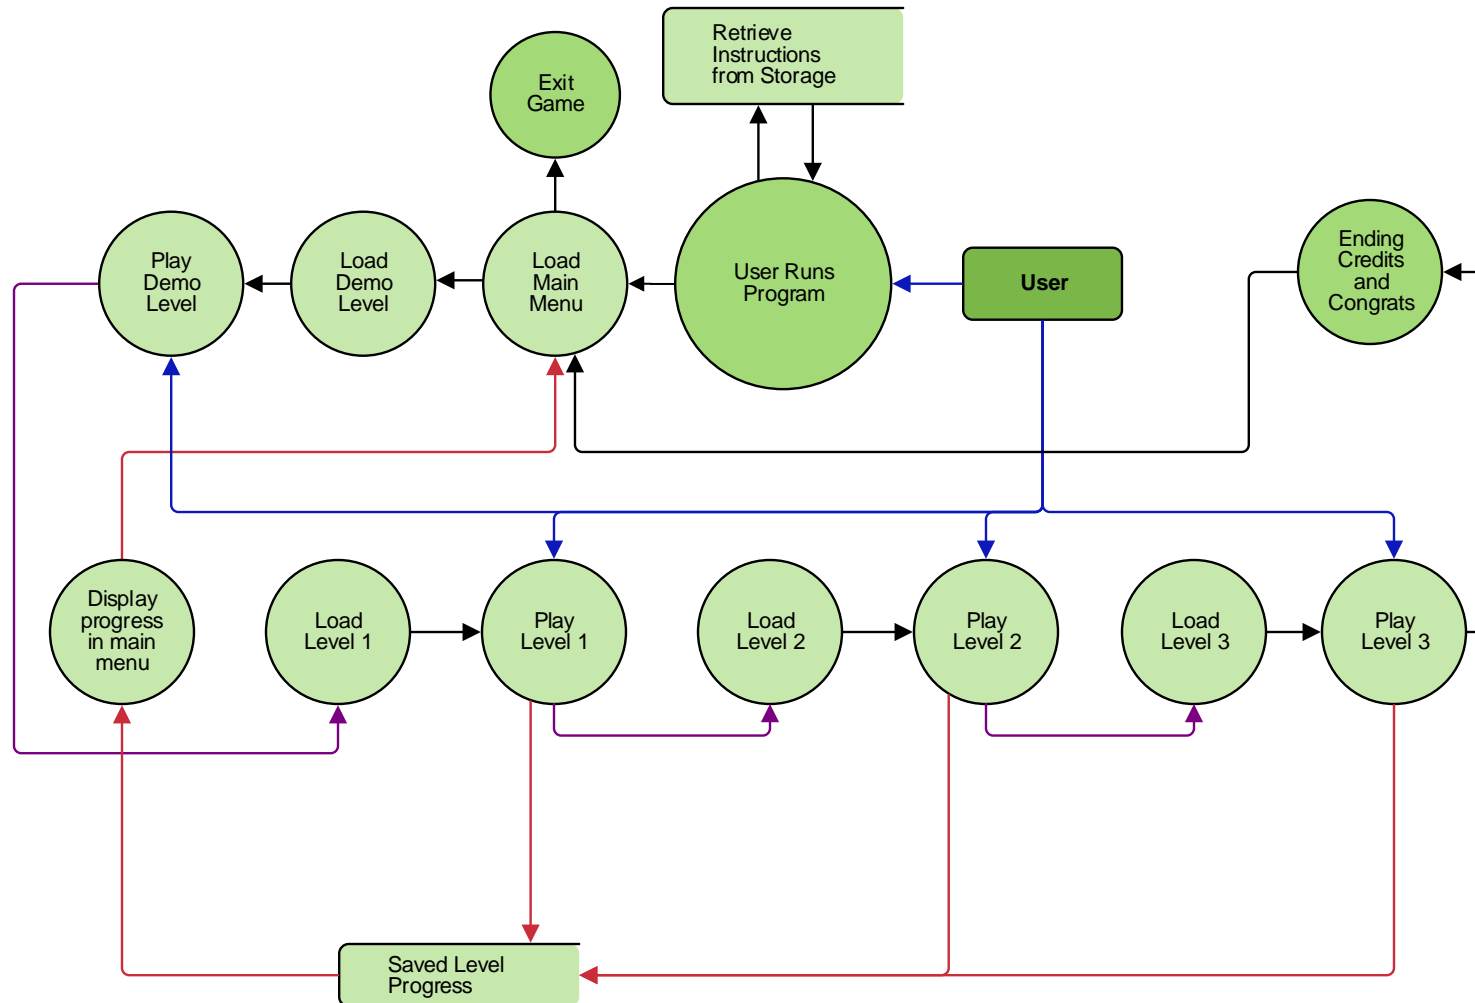 Retrieve
Instructions
from Storage
Exit
Game
Play
Demo
Level
Load
Demo
Level
Load
Main
Menu
User Runs
Program
User
Ending
Credits
and
Congrats
Display
progress
in main
menu
Load
Level 1
Play
Level 1
Load
Level 2
Play
Level 2
Load
Level 3
Play
Level 3
Saved Level
Progress